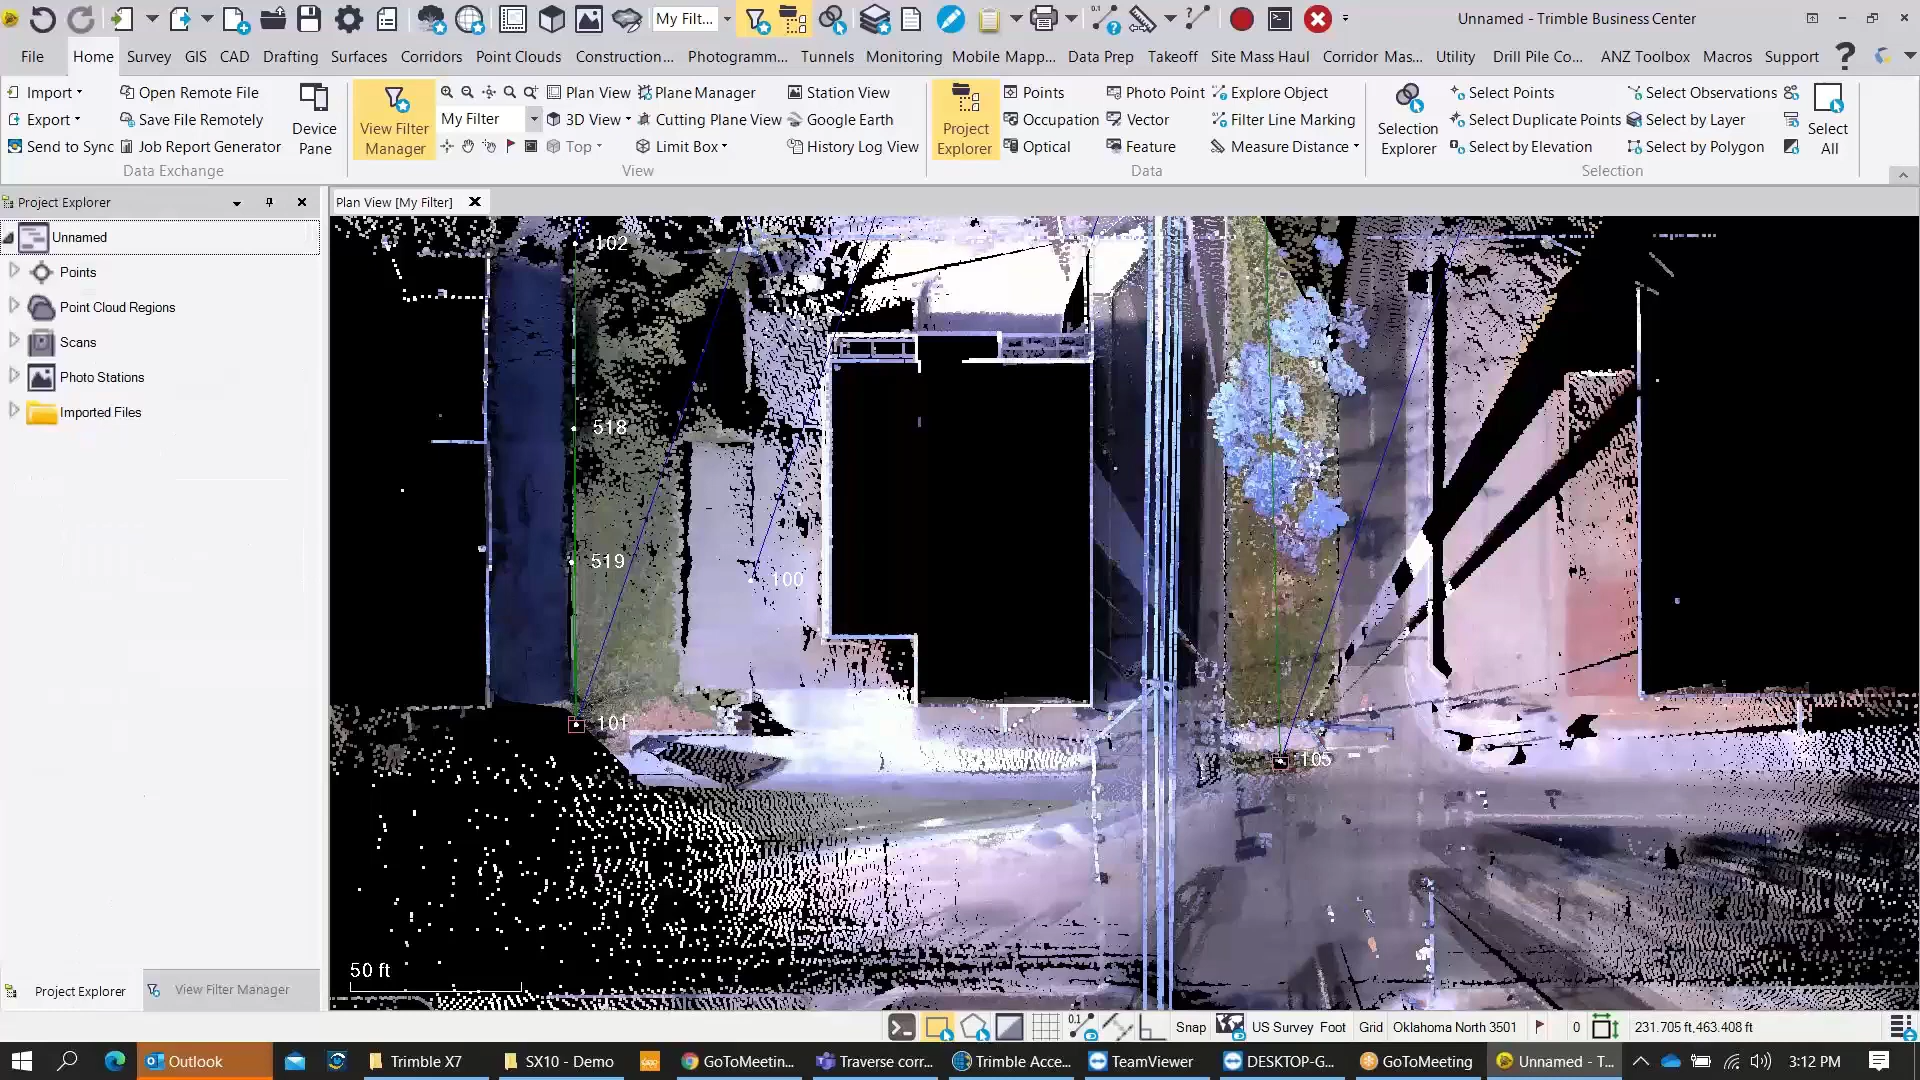 My Filt...
Unnamed - Trimble Business Center
File Home Survey GIS CAD Drafting Surfaces Corridors Point Clouds Construction... Photogramm... Tunnels Monitoring Mobile Mapp... Data Prep Takeoff Site Mass Haul Corridor Mas... Utility Drill Pile Co... ANZ Toolbox Macros Support
Import
Export
Send to Sync
Open Remote File
Save File Remotely
Job Report Generator
Device Pane
Data Exchange
View Filter Manager
My Filter
Plan View
3D View
Top
Plane Manager
Cutting Plane View
Limit Box
Station View
Google Earth
History Log View
View
Project Explorer
Points
Occupation
Optical
Photo Point
Vector
Feature
Explore Object
Filter Line Marking
Measure Distance
Data
Selection Explorer
Select Points
Select Duplicate Points
Select by Elevation
Select Observations
Select by Layer
Select by Polygon
Select All
Selection
Project Explorer
Unnamed
Points
Point Cloud Regions
Scans
Photo Stations
Imported Files
Project Explorer
View Filter Manager
Plan View [My Filter]
102
518
519
100
101
105
50 ft
0.1 Snap US Survey Foot Grid Oklahoma North 3501 0 231.705 ft,463.408 ft
Outlook Trimble X7 SX10 - Demo GoToMeetin... Traverse corr... Trimble Acce... TeamViewer DESKTOP-G... GoToMeeting Unnamed - T... 3:12 PM